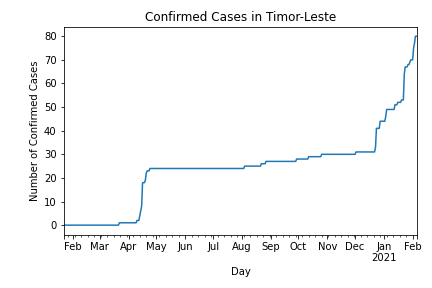 Confirmed Cases in Timor-Leste
Number of Confirmed Cases
80
70
60
50
40
30
20
10
0
Feb Mar Apr May Jun Jul Aug Sep Oct Nov Dec Jan Feb
2021
Day